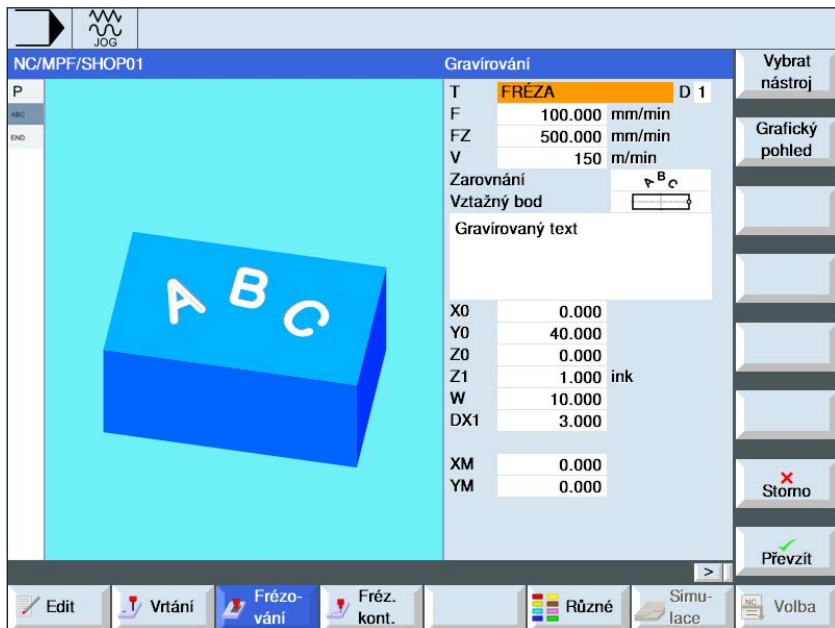 JOG
NC/MPF/SHOP01
Gravírování
P
ABC
END
A B C
T FRÉZA D 1
F 100.000 mm/min
FZ 500.000 mm/min
V 150 m/min
Zarovnání A B C
Vztažný bod
Gravírovaný text
X0 0.000
Y0 40.000
Z0 0.000
Z1 1.000 ink
W 10.000
DX1 3.000
XM 0.000
YM 0.000
Vybrat
nástroj
Grafický
pohled
Storno
Převzít
>
Edit
Vrtání
Frézo-
vání
Fréz.
kont.
Různé
Simu-
lace
NC
Volba